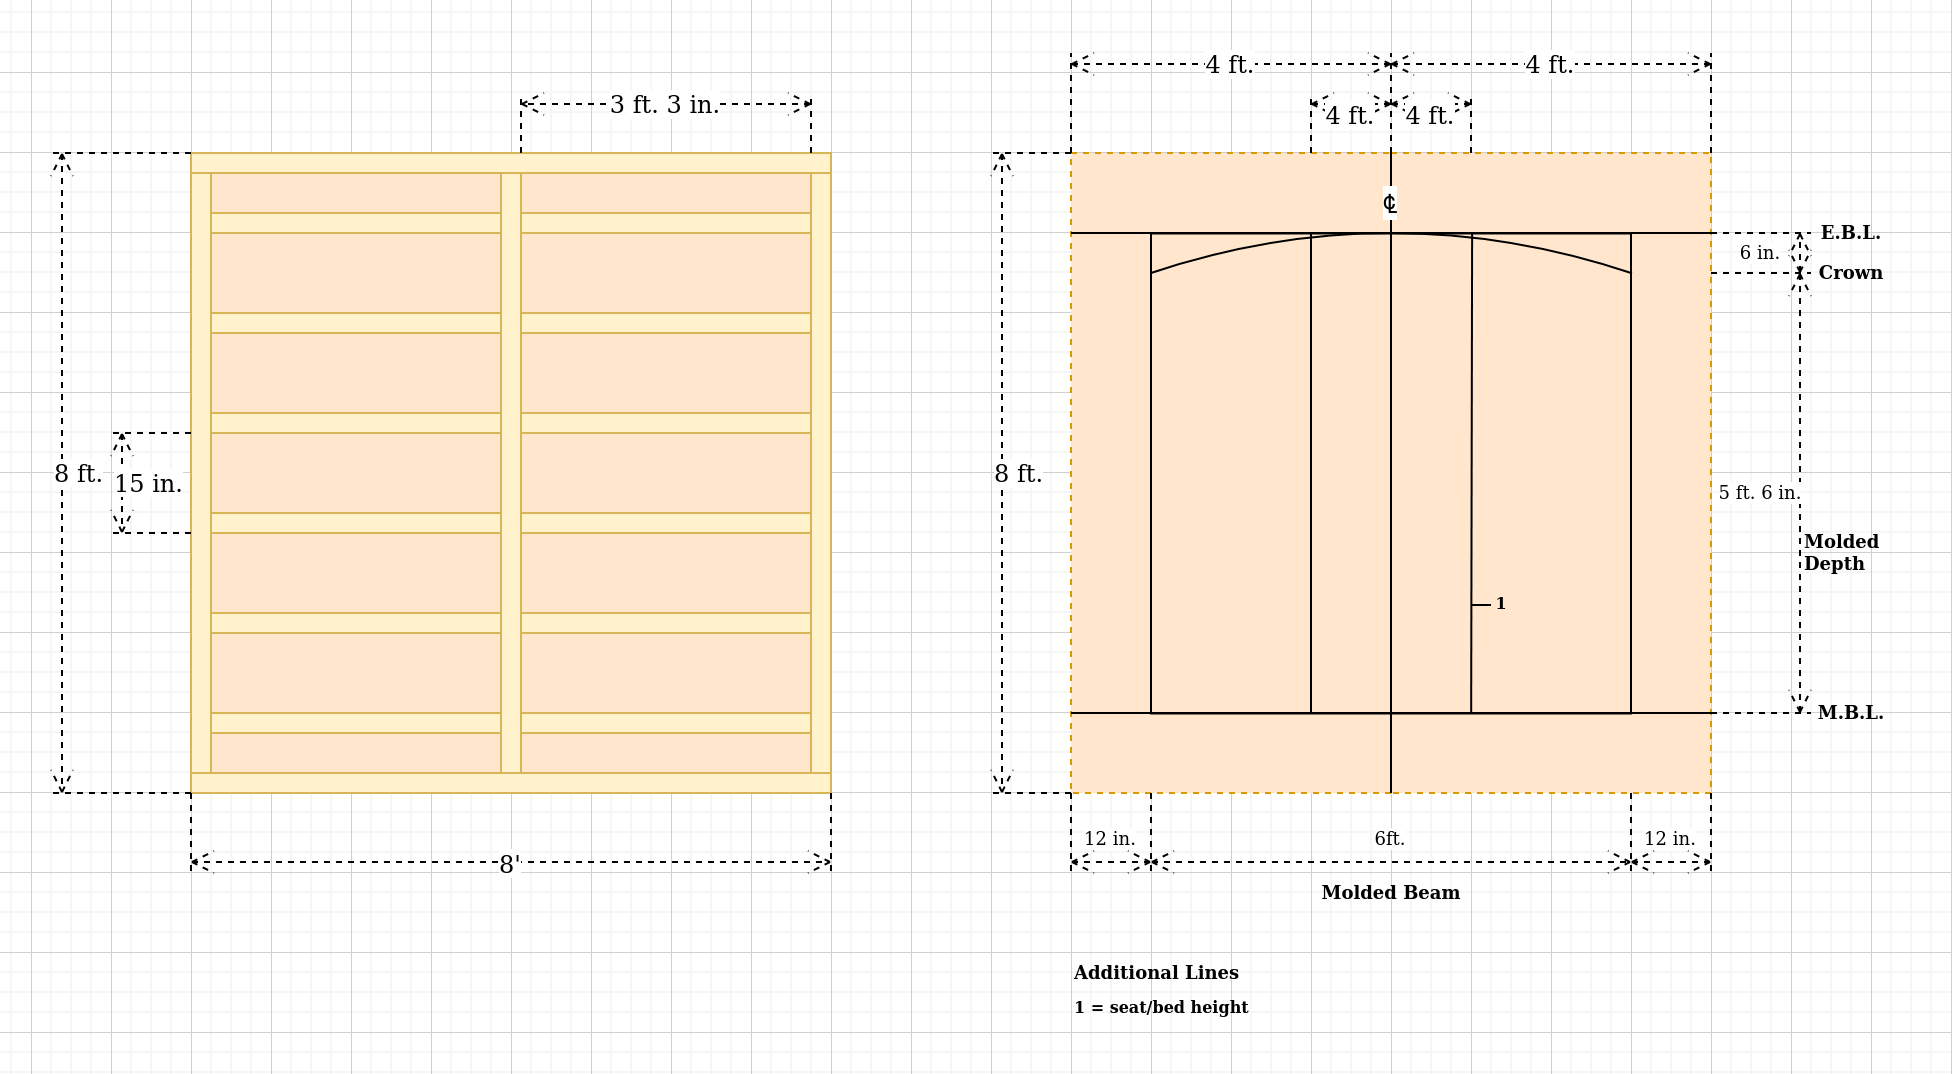 4 ft.
4 ft.
3 ft. 3 in.
4 ft.
4 ft.
℄
E.B.L.
6 in.
Crown
8 ft.
15 in.
8 ft.
5 ft. 6 in.
Molded
Depth
1
M.B.L.
12 in.
6ft.
12 in.
8'
Molded Beam
Additional Lines
1 = seat/bed height